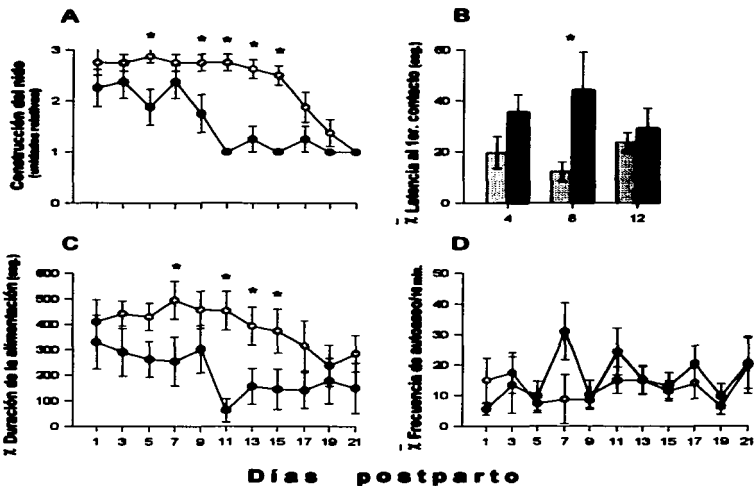 A
B
Construcción del nido
(unidades relativas)
3
2
1
0
* * * * *
x̄ Latencia al 1er. contacto (seg.)
60
40
20
0
*
4 8 12
C
D
x̄ Duración de la alimentación (seg.)
600
500
400
300
200
100
0
* * * *
1 3 5 7 9 11 13 15 17 19 21
x̄ Frecuencia de autoaseo/10 min.
50
40
30
20
10
0
1 3 5 7 9 11 13 15 17 19 21
Días postparto